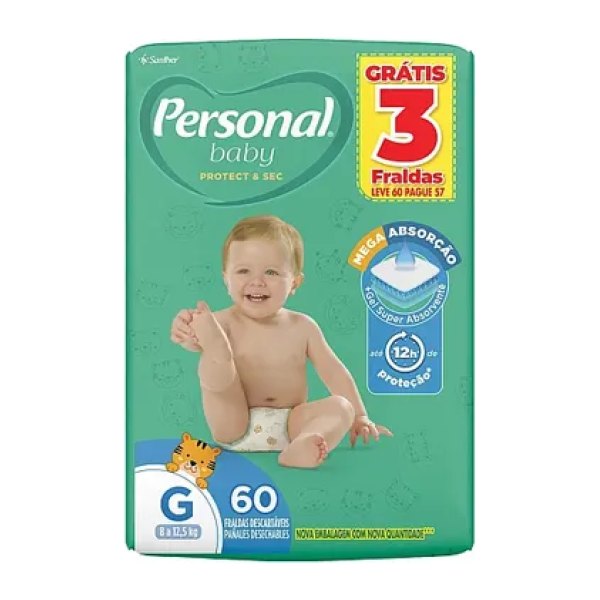 Santher
Personal®
baby
PROTECT & SEC
GRÁTIS
3
Fraldas
LEVE 60 PAGUE 57
MEGA ABSORÇÃO
+Gel Super Absorvente
até 12h de
proteção*
G
8 a 12,5 kg
60
FRALDAS DESCARTÁVEIS
PAÑALES DESECHABLES
NOVA EMBALAGEM COM NOVA QUANTIDADE